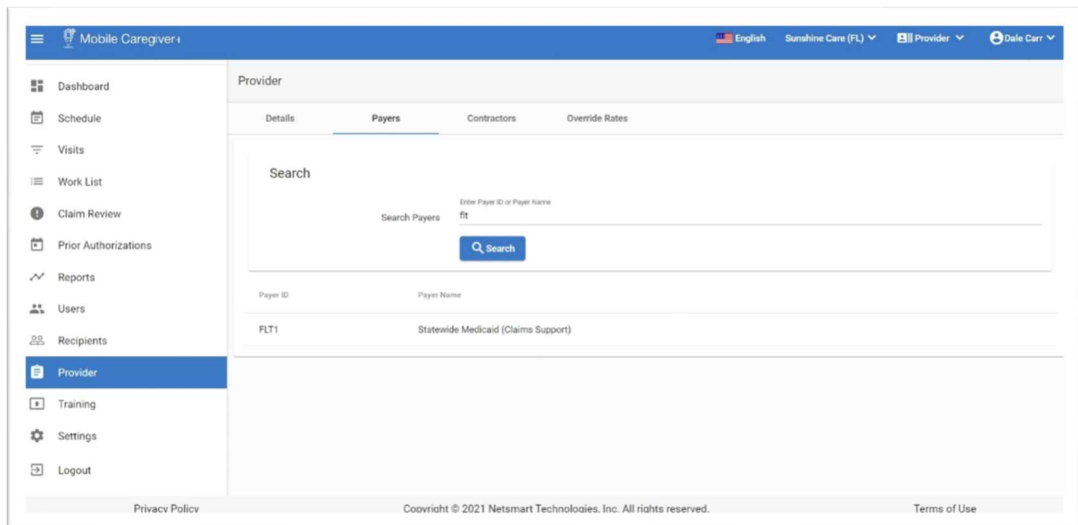 Mobile Caregiver+
English
Sunshine Care (FL)
Provider
Dale Carr
Dashboard
Schedule
Visits
Work List
Claim Review
Prior Authorizations
Reports
Users
Recipients
Provider
Training
Settings
Logout
Provider
Details Payers Contractors Override Rates
Search
Enter Payer ID or Payer Name
Search Payers flt
Search
Payer ID Payer Name
FLT1 Statewide Medicaid (Claims Support)
Privacy Policy Copyright © 2021 Netsmart Technologies, Inc. All rights reserved. Terms of Use